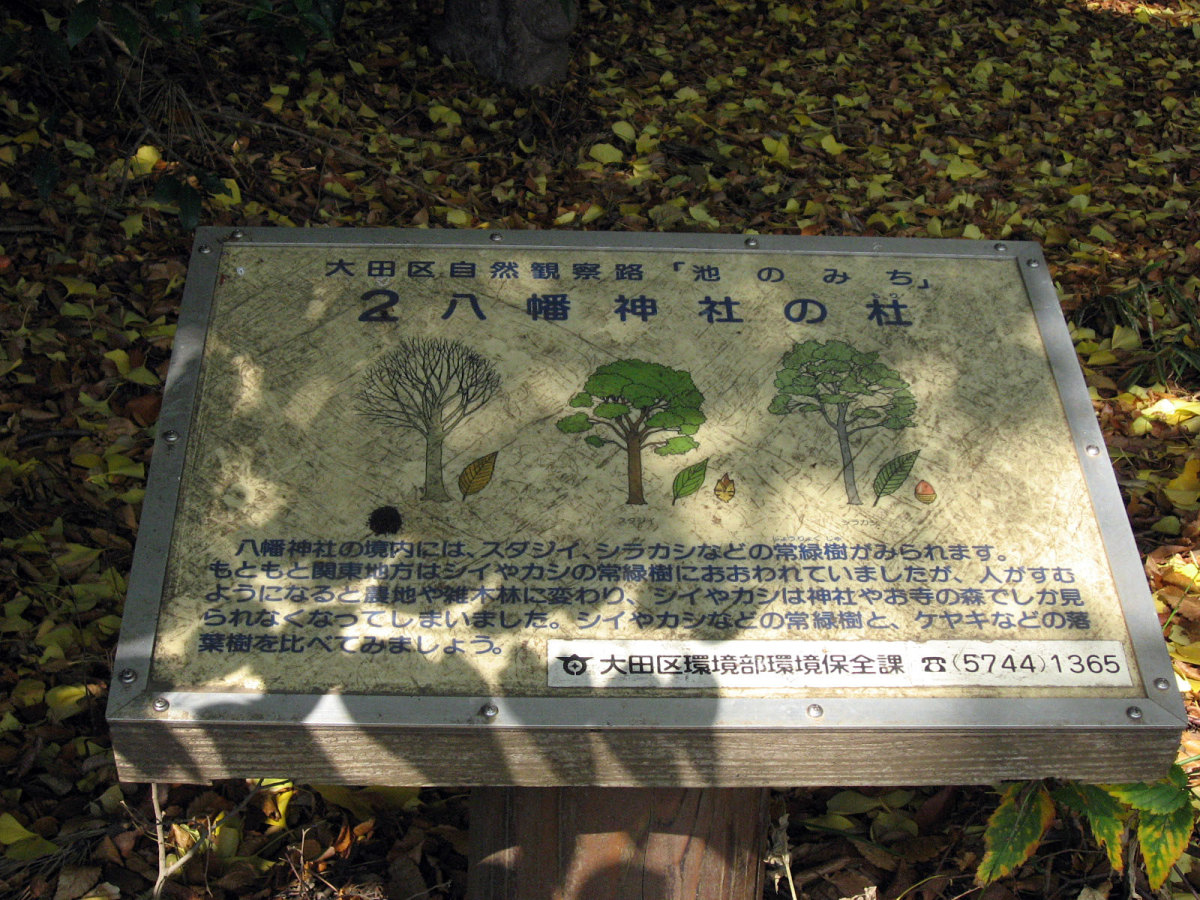 大田区自然観察路「池のみち」
2八幡神社の杜
スダジイ
シラカシ
八幡神社の境内には、スダジイ、シラカシなどの常緑樹がみられます。
もともと関東地方はシイやカシの常緑樹におおわれていましたが、人がすむ
ようになると農地や雑木林に変わり、シイやカシは神社やお寺の森でしか見
られなくなってしまいました。シイやカシなどの常緑樹と、ケヤキなどの落
葉樹を比べてみましょう。
大田区環境部環境保全課 ☎(5744)1365